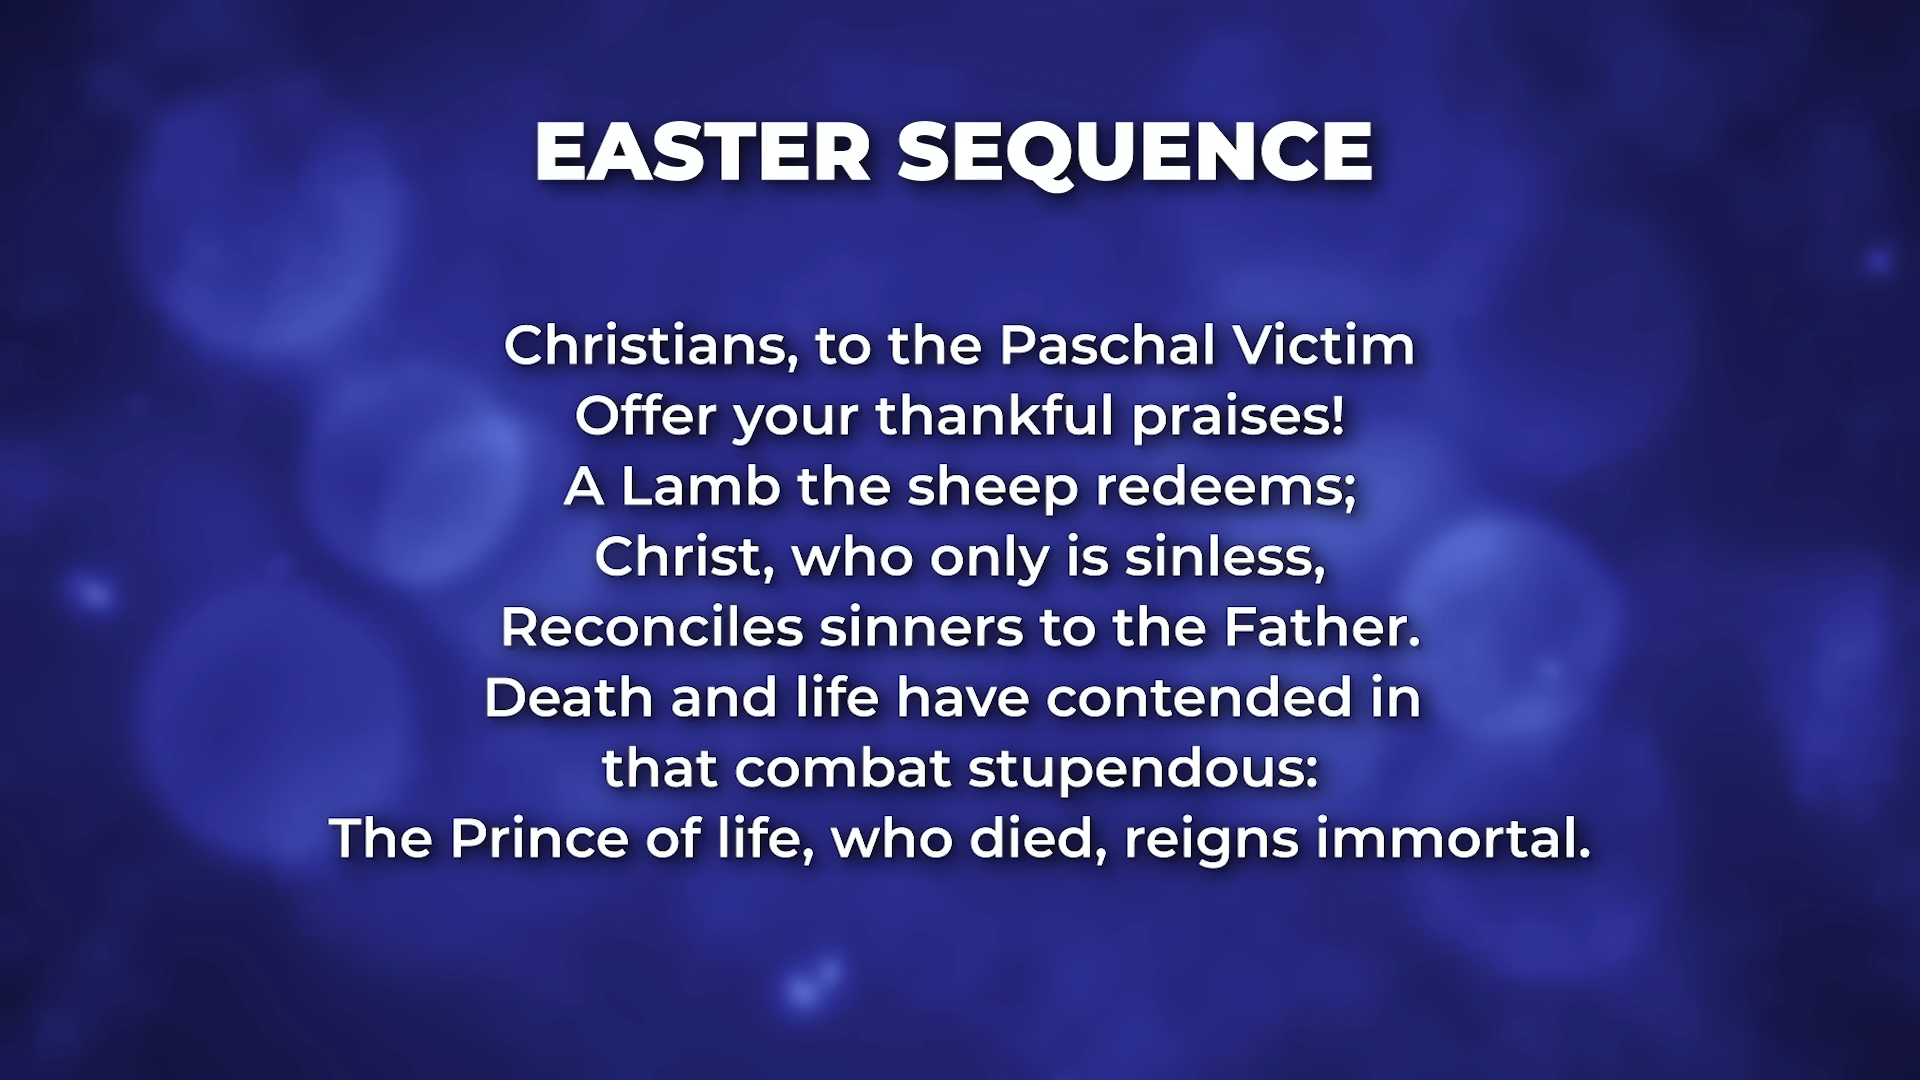 EASTER SEQUENCE
Christians, to the Paschal Victim
Offer your thankful praises!
A Lamb the sheep redeems;
Christ, who only is sinless,
Reconciles sinners to the Father.
Death and life have contended in
that combat stupendous:
The Prince of life, who died, reigns immortal.